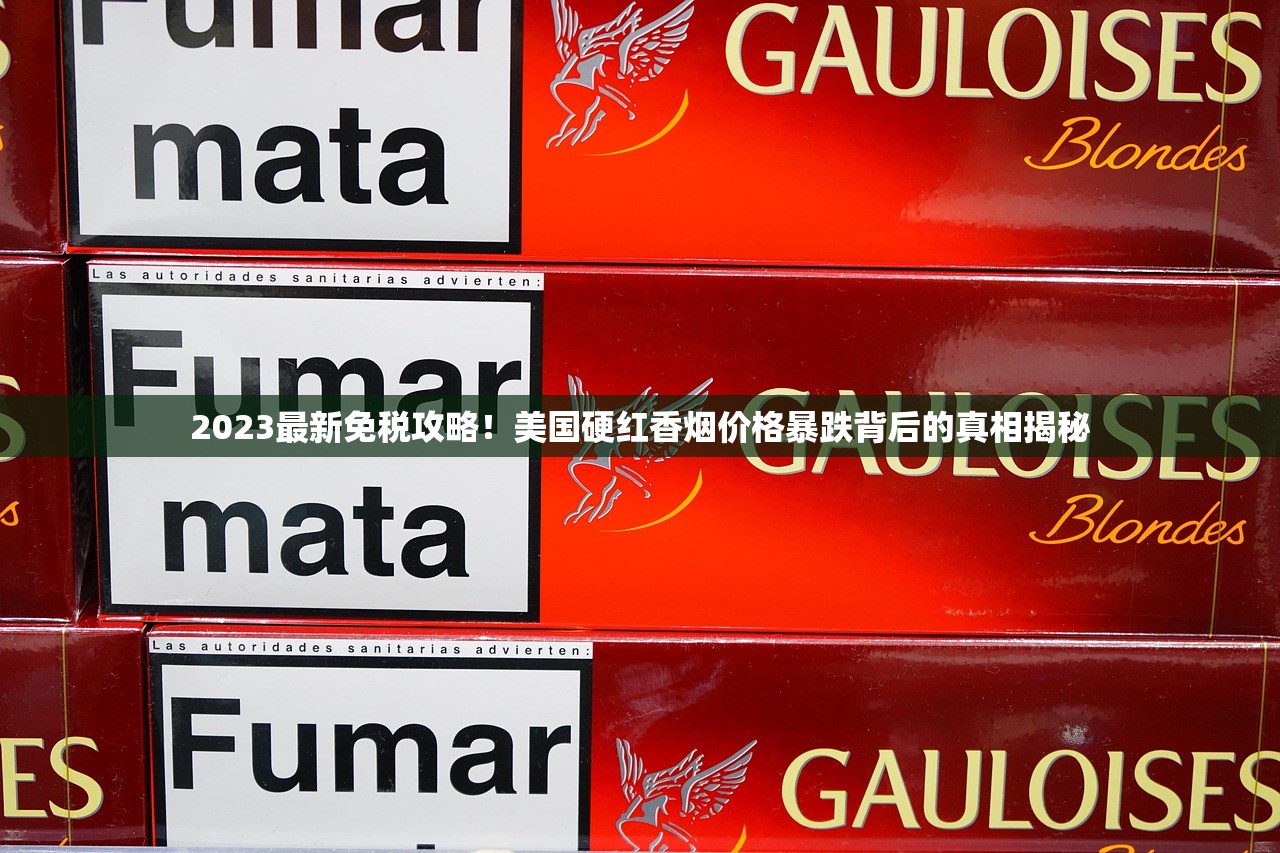 Fumar
mata
GAULOISES
Blondes
Las autoridades sanitarias advierten:
Fumar
mata
2023最新免税攻略！美国硬红香烟价格暴跌背后的真相揭秘
GAULOISES
Blondes
Las autoridades sanitarias advierten:
Fumar
ES
GAULOISES